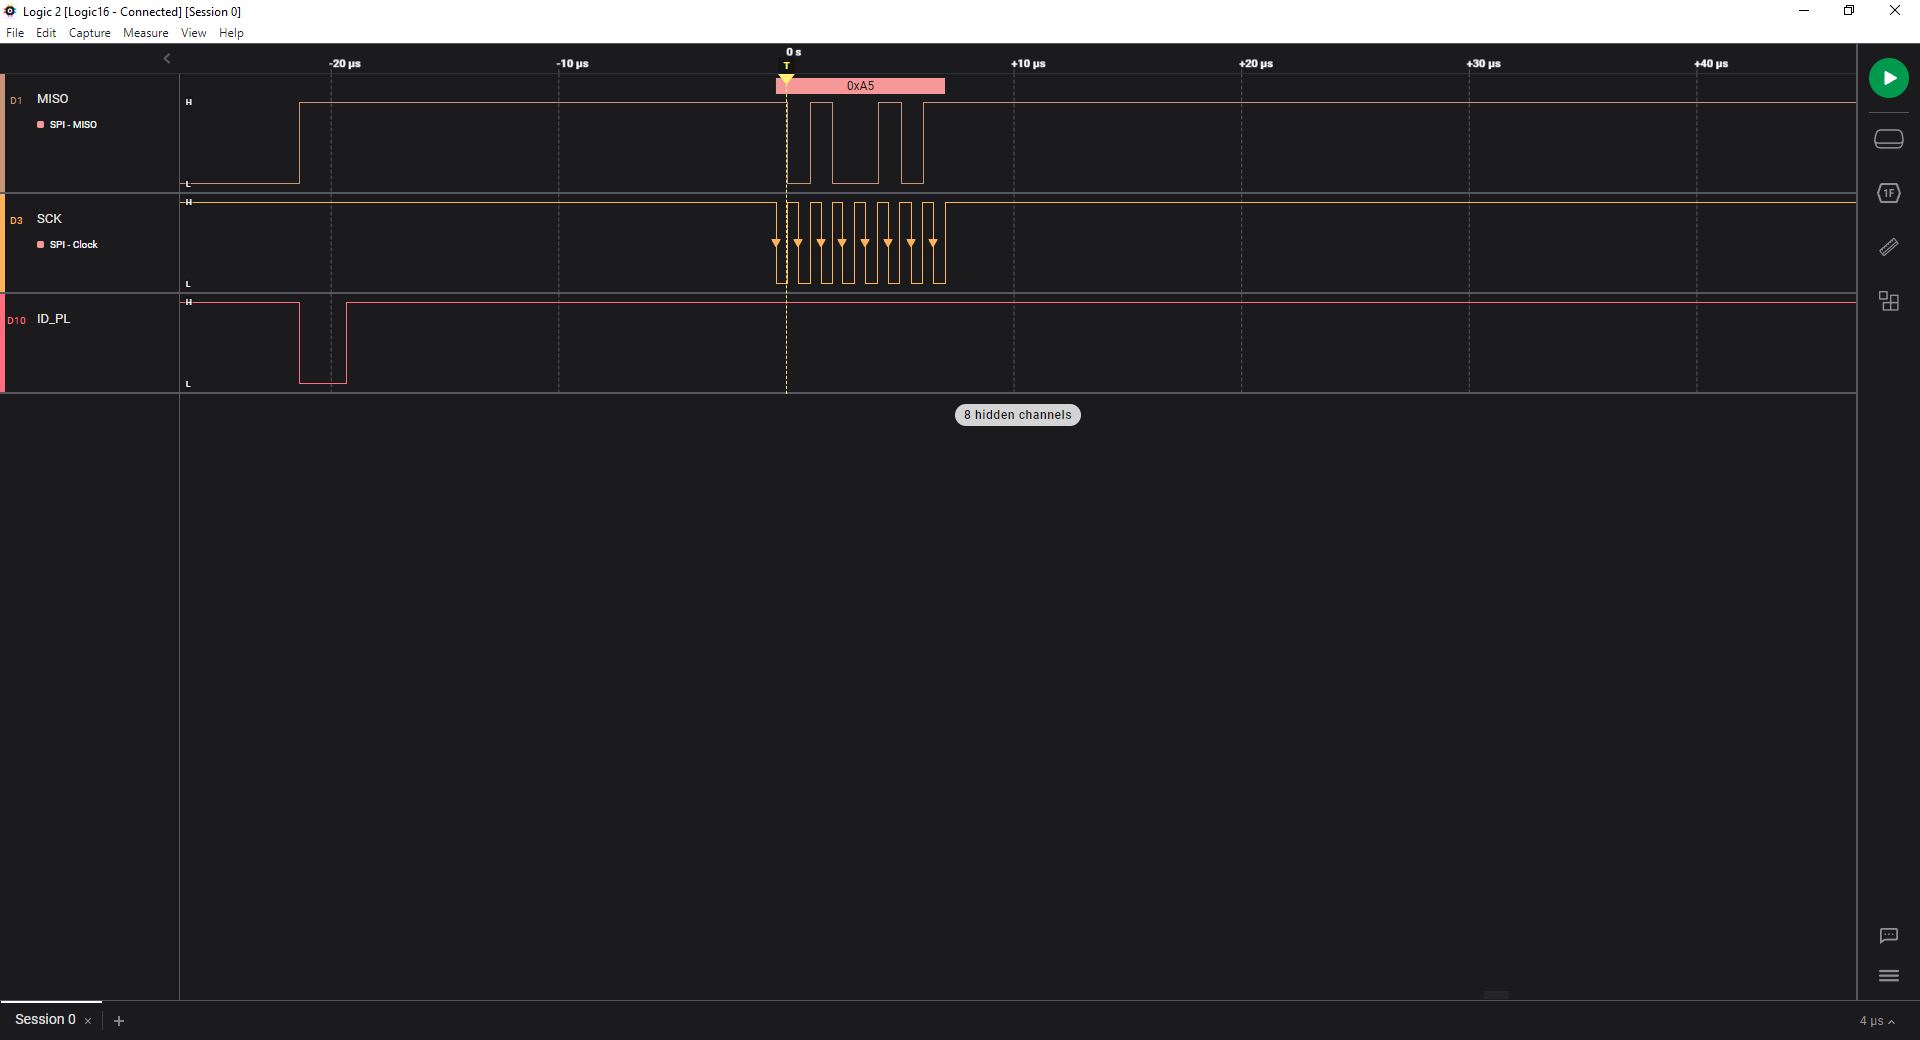 Logic 2 [Logic16 - Connected] [Session 0]
File Edit Capture Measure View Help
0 s
-20 µs -10 µs T +10 µs +20 µs +30 µs +40 µs
0xA5
D1 MISO H
SPI - MISO
L
H
D3 SCK
SPI - Clock
L
H
D10 ID_PL
L
8 hidden channels
1F
Session 0 × +
4 µs